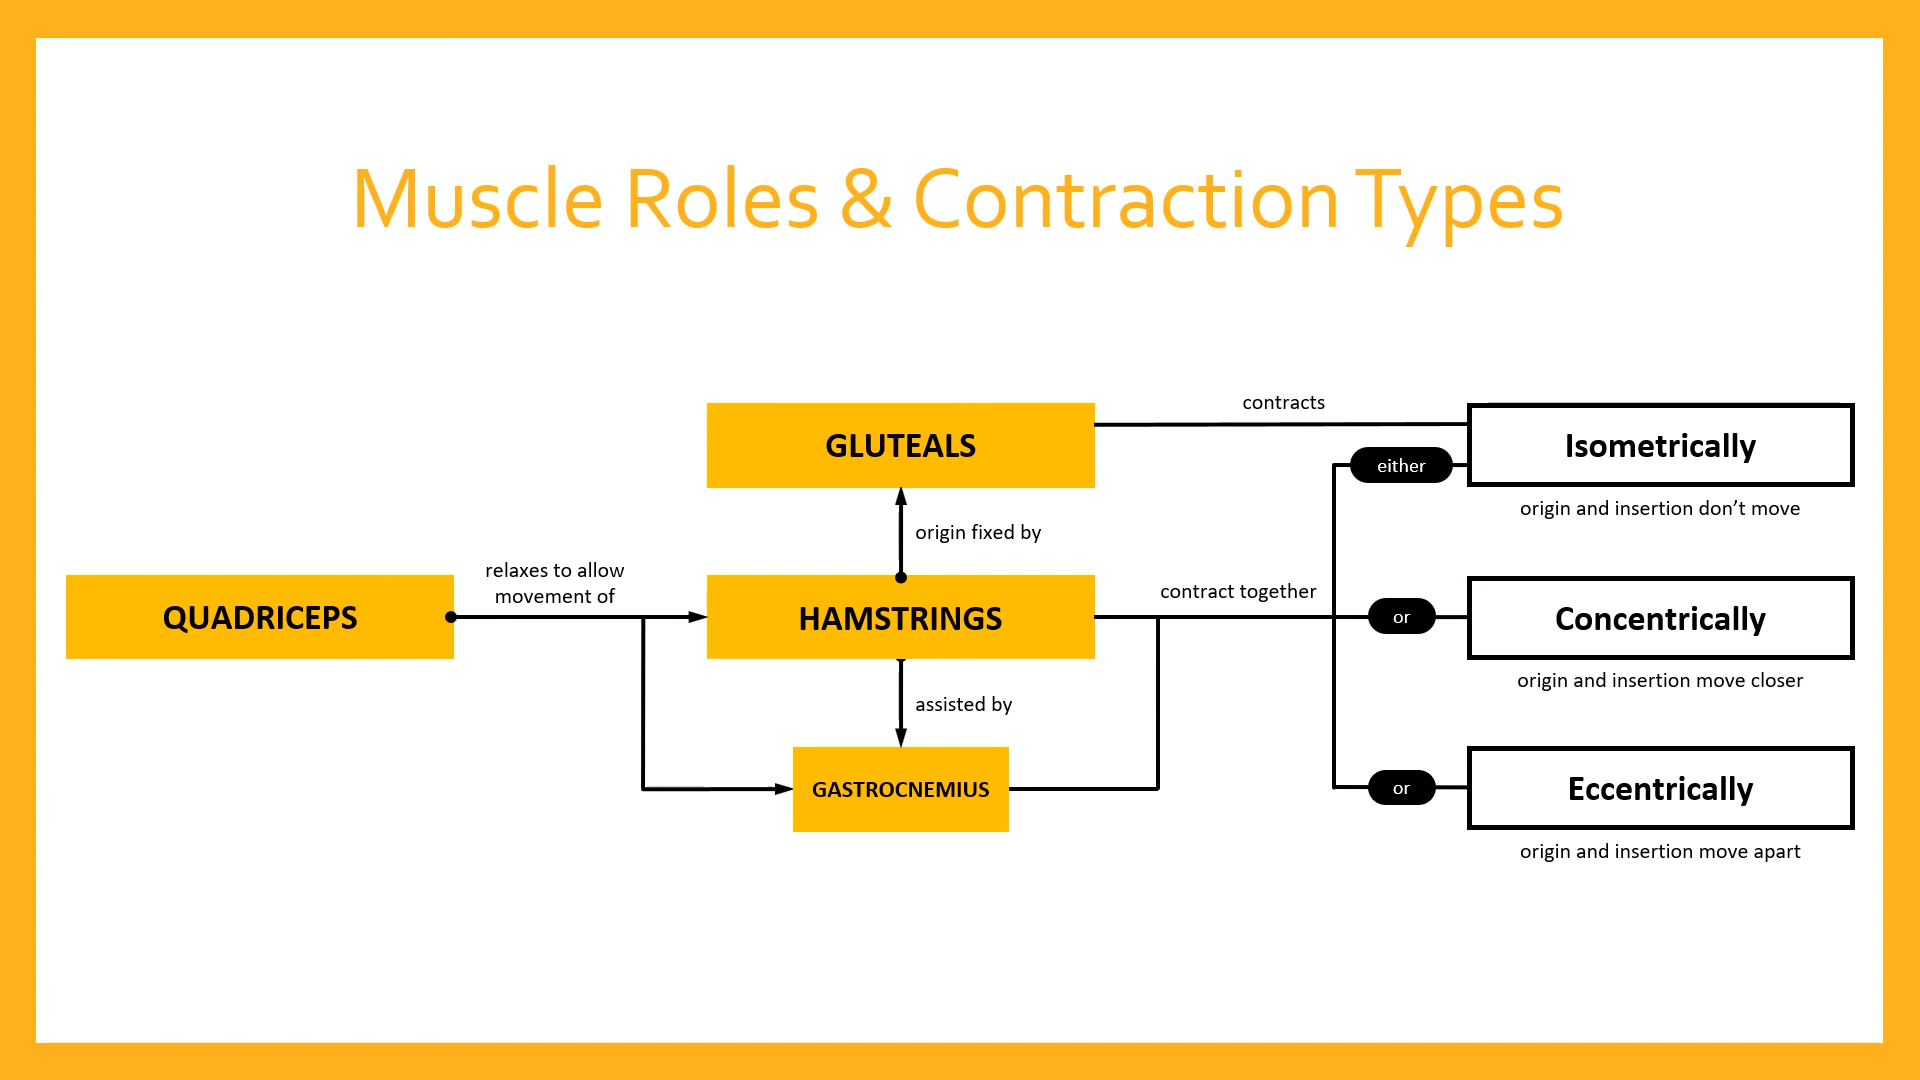 Muscle Roles & Contraction Types
GLUTEALS
contracts
Isometrically
either
origin and insertion don’t move
origin fixed by
QUADRICEPS
relaxes to allow
movement of
HAMSTRINGS
contract together
or
Concentrically
origin and insertion move closer
assisted by
GASTROCNEMIUS
or
Eccentrically
origin and insertion move apart